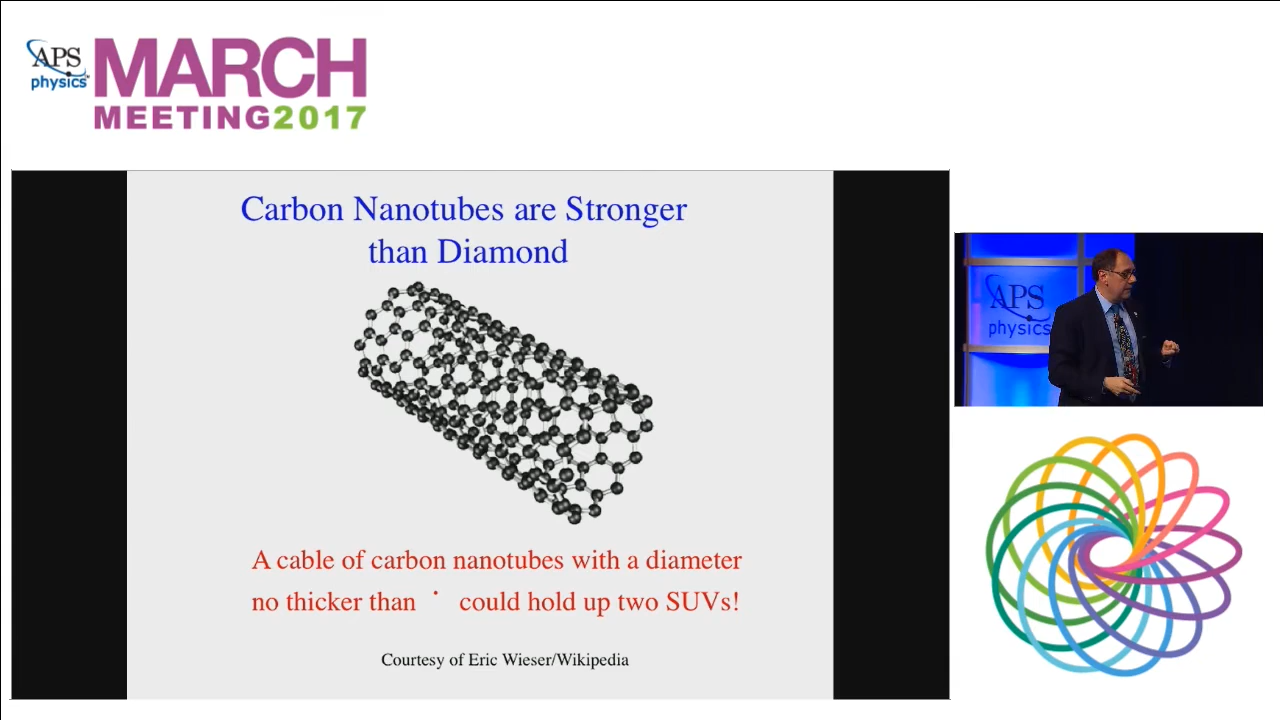 APS
physics
MARCH
MEETING2017
Carbon Nanotubes are Stronger
than Diamond
A cable of carbon nanotubes with a diameter
no thicker than · could hold up two SUVs!
Courtesy of Eric Wieser/Wikipedia
APS
physics